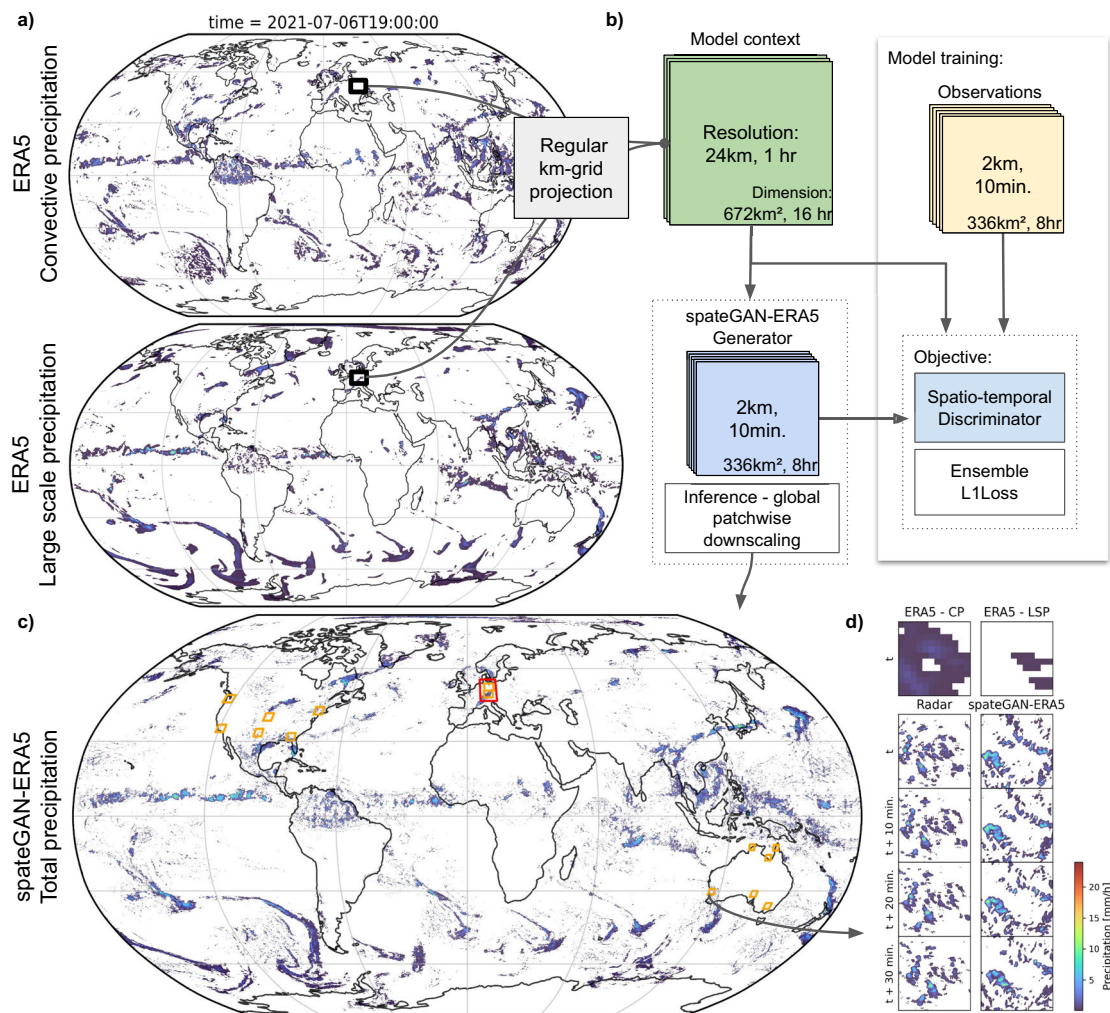 a)
time = 2021-07-06T19:00:00
ERA5
Convective precipitation
ERA5
Large scale precipitation
Regular
km-grid
projection
b)
Model context
Resolution:
24km, 1 hr
Dimension:
672km², 16 hr
Model training:
Observations
2km,
10min.
336km², 8hr
spateGAN-ERA5
Generator
2km,
10min.
336km², 8hr
Inference - global
patchwise
downscaling
Objective:
Spatio-temporal
Discriminator
Ensemble
L1Loss
c)
spateGAN-ERA5
Total precipitation
d)
ERA5 - CP
ERA5 - LSP
t
Radar
spateGAN-ERA5
t
t + 10 min.
t + 20 min.
t + 30 min.
20
15
10
5
Precipitation [mm/h]